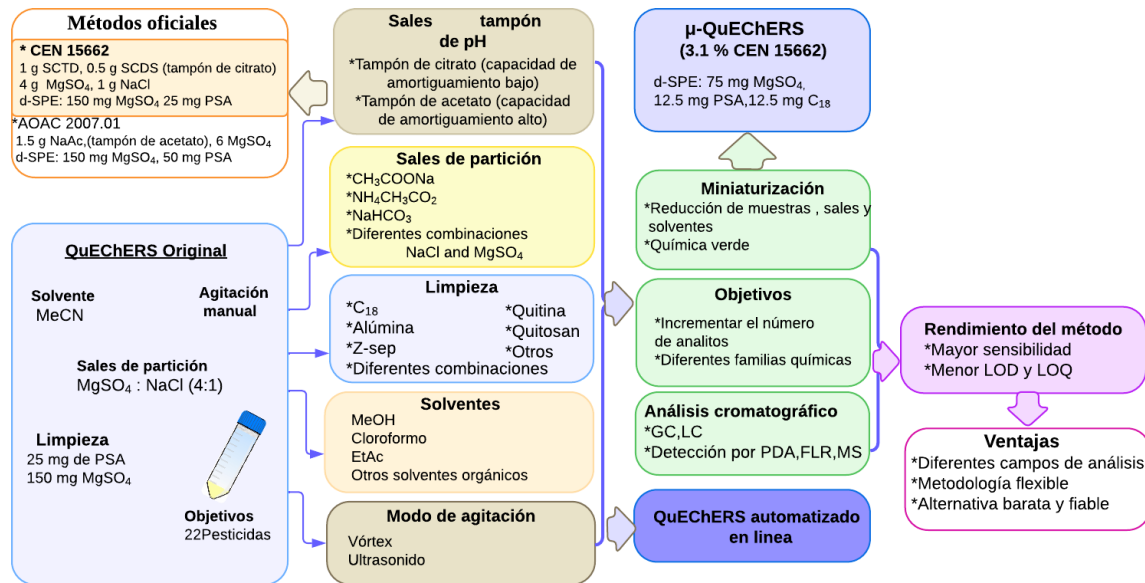 Métodos oficiales
* CEN 15662
1 g SCTD, 0.5 g SCDS (tampón de citrato)
4 g MgSO₄, 1 g NaCl
d-SPE: 150 mg MgSO₄ 25 mg PSA
*AOAC 2007.01
1.5 g NaAc,(tampón de acetato), 6 MgSO₄
d-SPE: 150 mg MgSO₄, 50 mg PSA
QuEChERS Original
Solvente
MeCN
Agitación
manual
Sales de partición
MgSO₄ : NaCl (4:1)
Limpieza
25 mg de PSA
150 mg MgSO₄
Objetivos
22Pesticidas
Sales tampón
de pH
*Tampón de citrato (capacidad de
amortiguamiento bajo)
*Tampón de acetato (capacidad
de amortiguamiento alto)
Sales de partición
*CH₃COONa
*NH₄CH₃CO₂
*NaHCO₃
*Diferentes combinaciones
NaCl and MgSO₄
Limpieza
*C₁₈
*Alúmina
*Z-sep
*Diferentes combinaciones
*Quitina
*Quitosan
*Otros
Solventes
MeOH
Cloroformo
EtAc
Otros solventes orgánicos
Modo de agitación
Vórtex
Ultrasonido
µ-QuEChERS
(3.1 % CEN 15662)
d-SPE: 75 mg MgSO₄,
12.5 mg PSA,12.5 mg C₁₈
Miniaturización
*Reducción de muestras , sales y
solventes
*Química verde
Objetivos
*Incrementar el número
de analitos
*Diferentes familias químicas
Análisis cromatográfico
*GC,LC
*Detección por PDA,FLR,MS
QuEChERS automatizado
en linea
Rendimiento del método
*Mayor sensibilidad
*Menor LOD y LOQ
Ventajas
*Diferentes campos de análisis
*Metodología flexible
*Alternativa barata y fiable